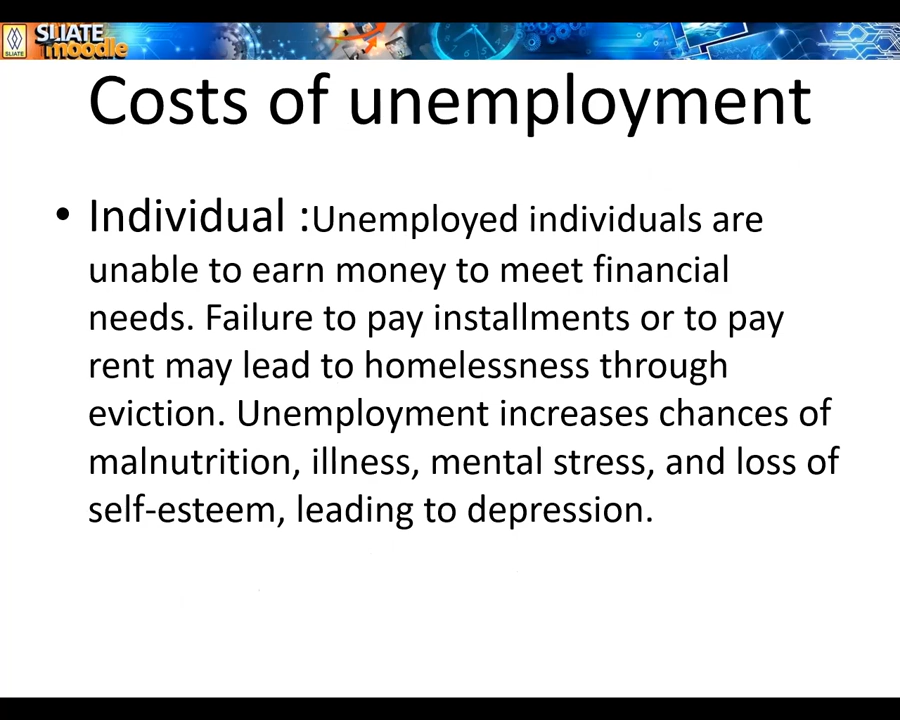 SLIATE
moodle
SLIATE
Costs of unemployment
• Individual :Unemployed individuals are
unable to earn money to meet financial
needs. Failure to pay installments or to pay
rent may lead to homelessness through
eviction. Unemployment increases chances of
malnutrition, illness, mental stress, and loss of
self-esteem, leading to depression.